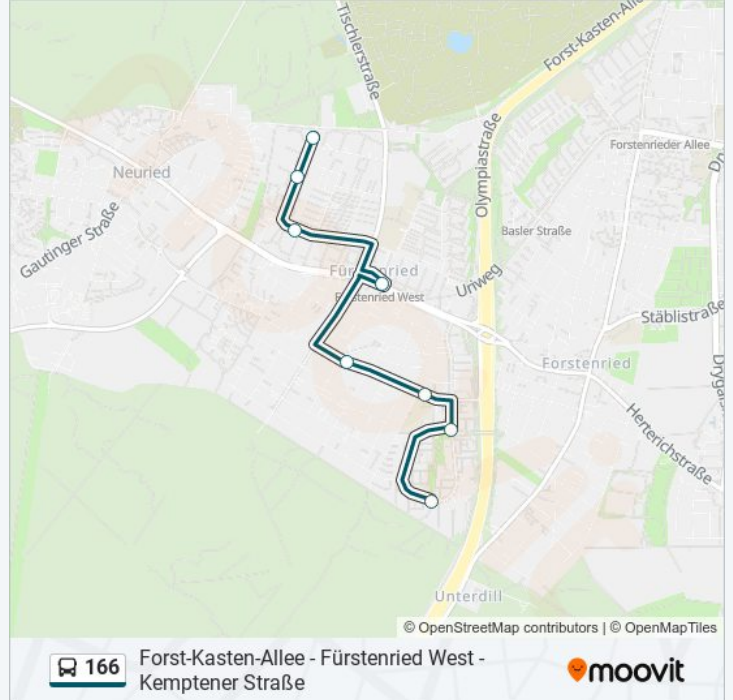 Tischlerstraße
Forst-Kasten-Alle
Olympiastraße
Forstenrieder Allee
Neuried
Gautinger Straße
Basler Straße
Fürstenried
Fürstenried West
Unweg
Stäblistraße
Forstenried
Herterichstraße
Unterdill
© OpenStreetMap contributors | © OpenMapTiles
166
Forst-Kasten-Allee - Fürstenried West -
Kemptener Straße
moovit